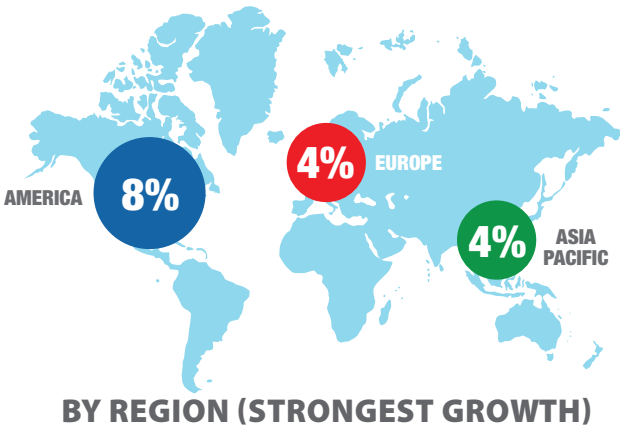 AMERICA
8%
4%
EUROPE
4%
ASIA
PACIFIC
BY REGION (STRONGEST GROWTH)